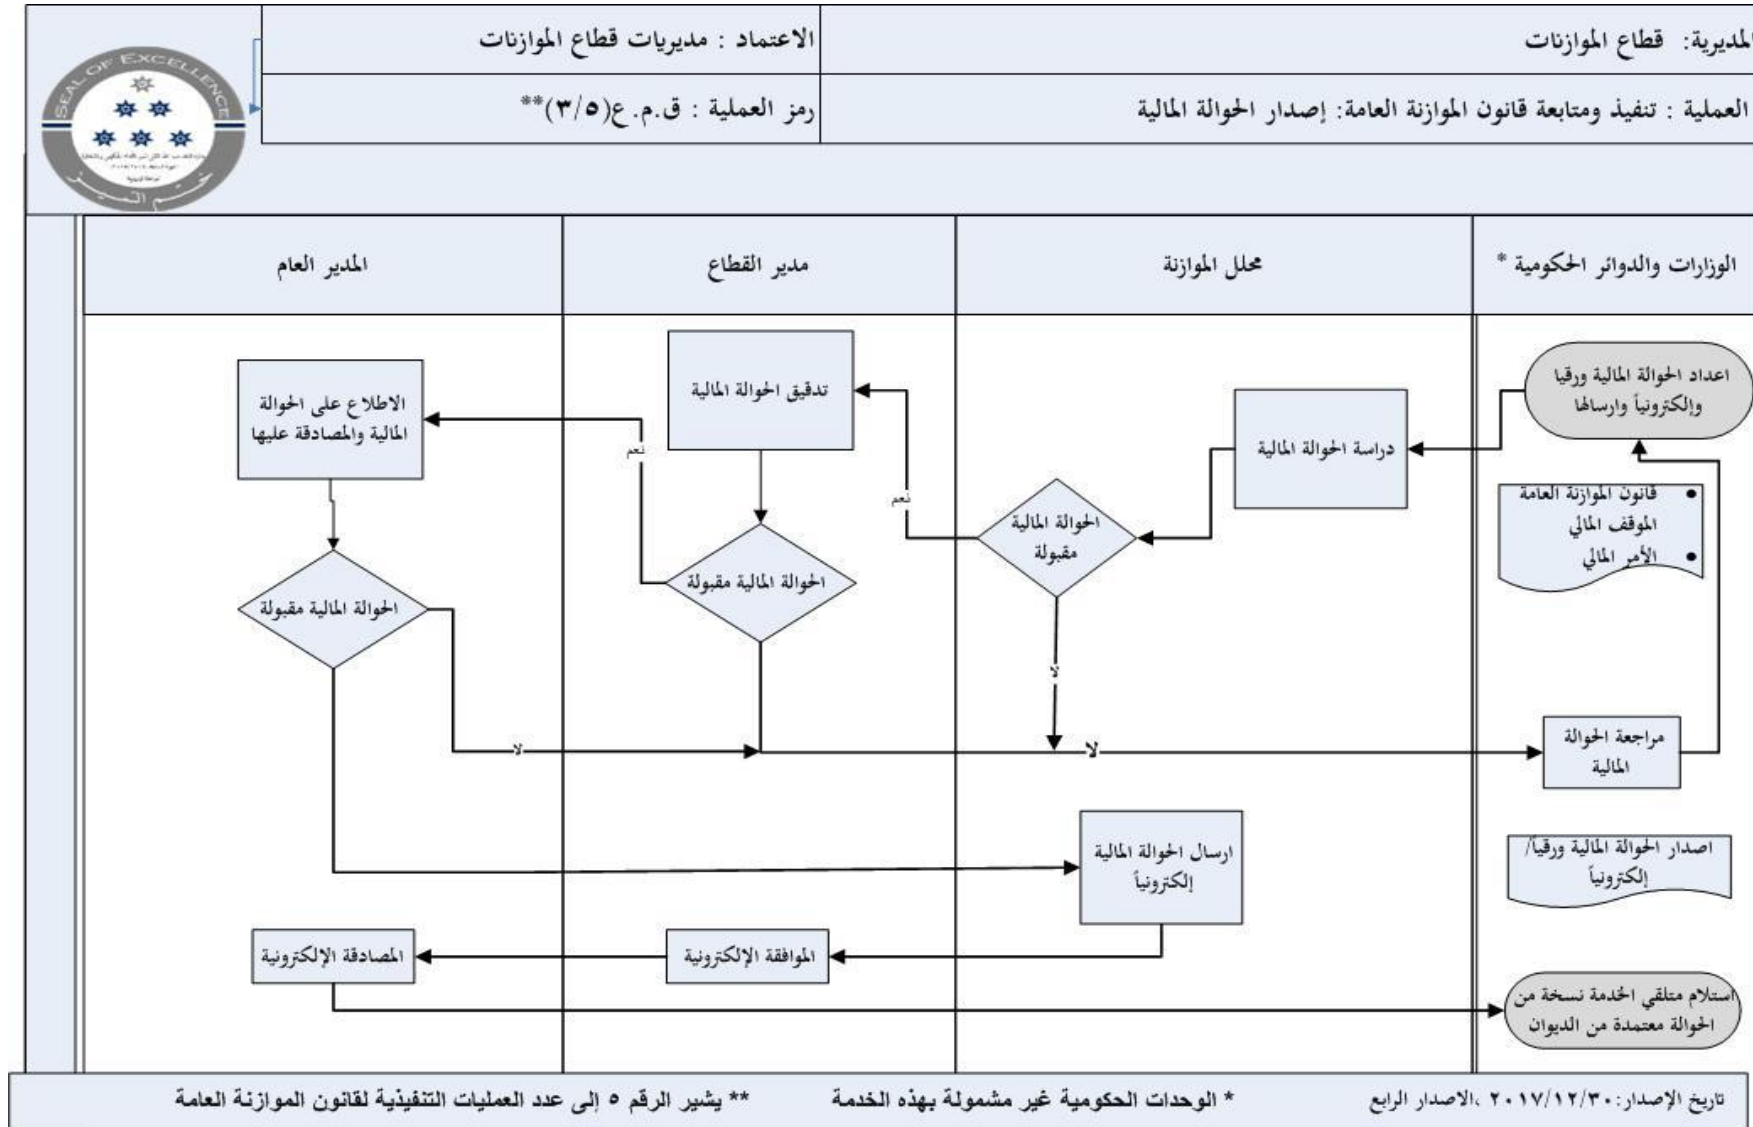 المديرية: قطاع الموازنات
الاعتماد : مديريات قطاع الموازنات
العملية : تنفيذ ومتابعة قانون الموازنة العامة: إصدار الحوالة المالية
رمز العملية : ق.م.ع(٣/٥)**
SEAL OF EXCELLENCE
ختم التميز
الوزارات والدوائر الحكومية *
محلل الموازنة
مدير القطاع
المدير العام
اعداد الحوالة المالية ورقيا
وإلكترونياً وارسالها
دراسة الحوالة المالية
تدقيق الحوالة المالية
الاطلاع على الحوالة
المالية والمصادقة عليها
نعم
نعم
• قانون الموازنة العامة
الموقف المالي
• الأمر المالي
الحوالة المالية
مقبولة
الحوالة المالية مقبولة
الحوالة المالية مقبولة
لا
لا
لا
مراجعة الحوالة
المالية
اصدار الحوالة المالية ورقياً/
إلكترونياً
ارسال الحوالة المالية
إلكترونياً
الموافقة الإلكترونية
المصادقة الإلكترونية
استلام متلقي الخدمة نسخة من
الحوالة معتمدة من الديوان
تاريخ الإصدار: ٢٠١٧/١٢/٣٠ ،الاصدار الرابع
* الوحدات الحكومية غير مشمولة بهذه الخدمة
** يشير الرقم ٥ إلى عدد العمليات التنفيذية لقانون الموازنة العامة